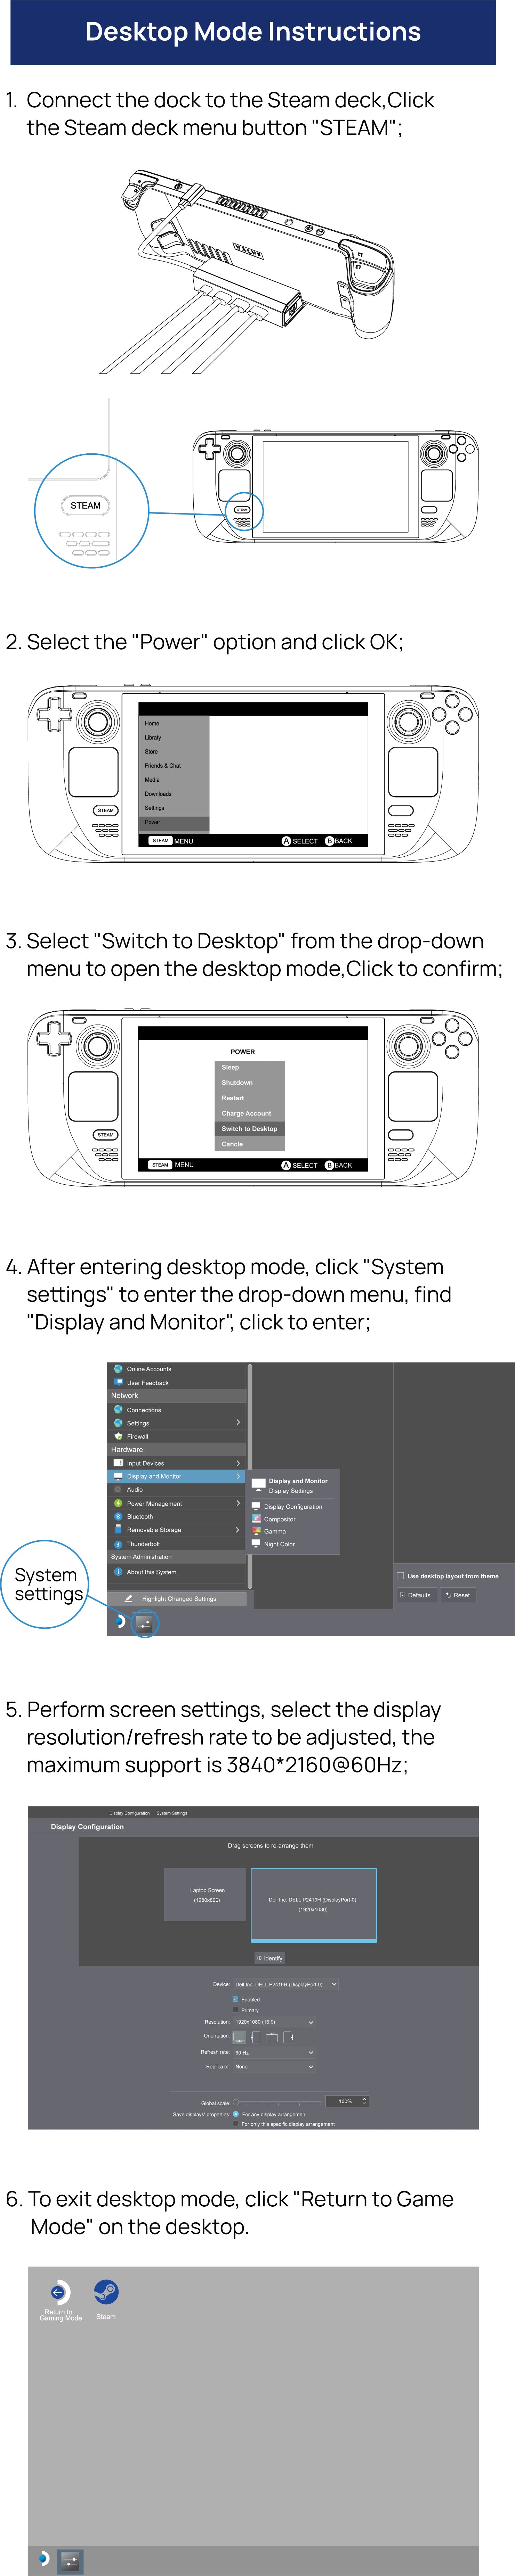 Desktop Mode Instructions
1. Connect the dock to the Steam deck,Click
the Steam deck menu button "STEAM";
VALVE
STEAM
STEAM
2. Select the "Power" option and click OK;
Home
Libraty
Store
Friends & Chat
Media
Downloads
Settings
Power
STEAM
STEAM MENU
A SELECT B BACK
3. Select "Switch to Desktop" from the drop-down
menu to open the desktop mode,Click to confirm;
POWER
Sleep
Shutdown
Restart
Charge Account
Switch to Desktop
Cancle
STEAM
STEAM MENU
A SELECT B BACK
4. After entering desktop mode, click "System
settings" to enter the drop-down menu, find
"Display and Monitor", click to enter;
Online Accounts
User Feedback
Network
Connections
Settings
Firewall
Hardware
Input Devices
Display and Monitor
Audio
Power Management
Bluetooth
Removable Storage
Thunderbolt
System Administration
About this System
Highlight Changed Settings
Display and Monitor
Display Settings
Display Configuration
Compositor
Gamma
Night Color
Use desktop layout from theme
Defaults
Reset
System
settings
5. Perform screen settings, select the display
resolution/refresh rate to be adjusted, the
maximum support is 3840*2160@60Hz;
Display Configuration System Settings
Display Configuration
Drag screens to re-arrange them
Laptop Screen
(1280x800)
Dell Inc. DELL P2419H (DisplayPort-0)
(1920x1080)
Identify
Device: Dell Inc. DELL P2419H (DisplayPort-0)
Enabled
Primary
Resolution: 1920x1080 (16:9)
Orientation:
Refresh rate: 60 Hz
Replica of: None
Global scale: 100%
Save displays' properties: For any display arrangemen
For only this specific display arrangement
6. To exit desktop mode, click "Return to Game
Mode" on the desktop.
Return to
Gaming Mode
Steam